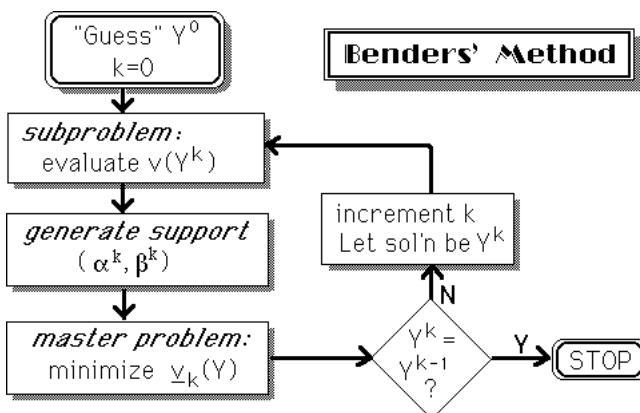 "Guess" Y⁰
k=0
Benders' Method
subproblem:
evaluate v(Yᵏ)
generate support
(αᵏ, βᵏ)
master problem:
minimize v̲ₖ(Y)
increment k
Let sol'n be Yᵏ
N
Yᵏ =
Yᵏ⁻¹
?
Y
STOP